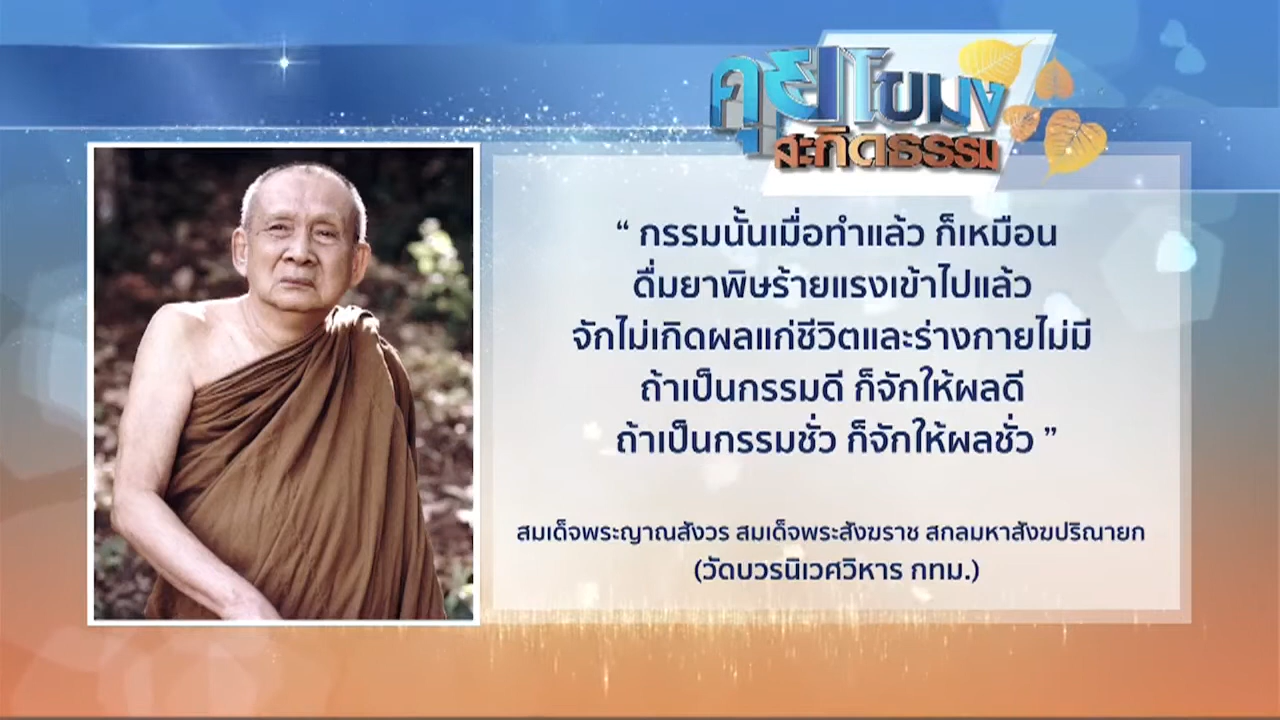 คุยโขมง
สะกิดธรรม
“ กรรมนั้นเมื่อทำแล้ว ก็เหมือน
ดื่มยาพิษร้ายแรงเข้าไปแล้ว
จักไม่เกิดผลแก่ชีวิตและร่างกายไม่มี
ถ้าเป็นกรรมดี ก็จักให้ผลดี
ถ้าเป็นกรรมชั่ว ก็จักให้ผลชั่ว ”
สมเด็จพระญาณสังวร สมเด็จพระสังฆราช สกลมหาสังฆปริณายก
(วัดบวรนิเวศวิหาร กทม.)